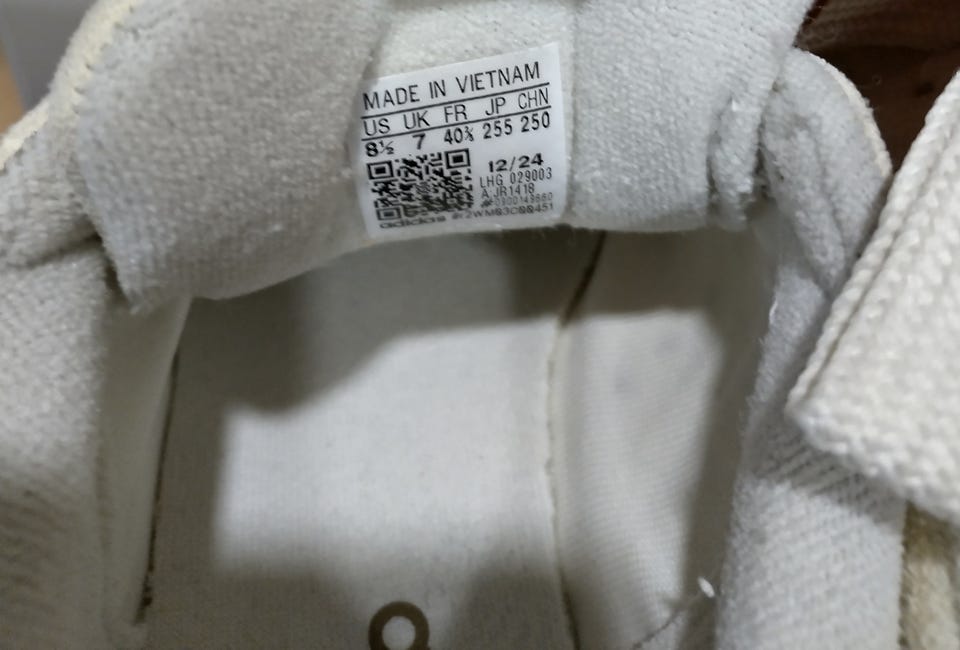 MADE IN VIETNAM
US UK FR JP CHN
8½ 7 40⅔ 255 250
12/24
LHG 029003
A:JR1418
adidas